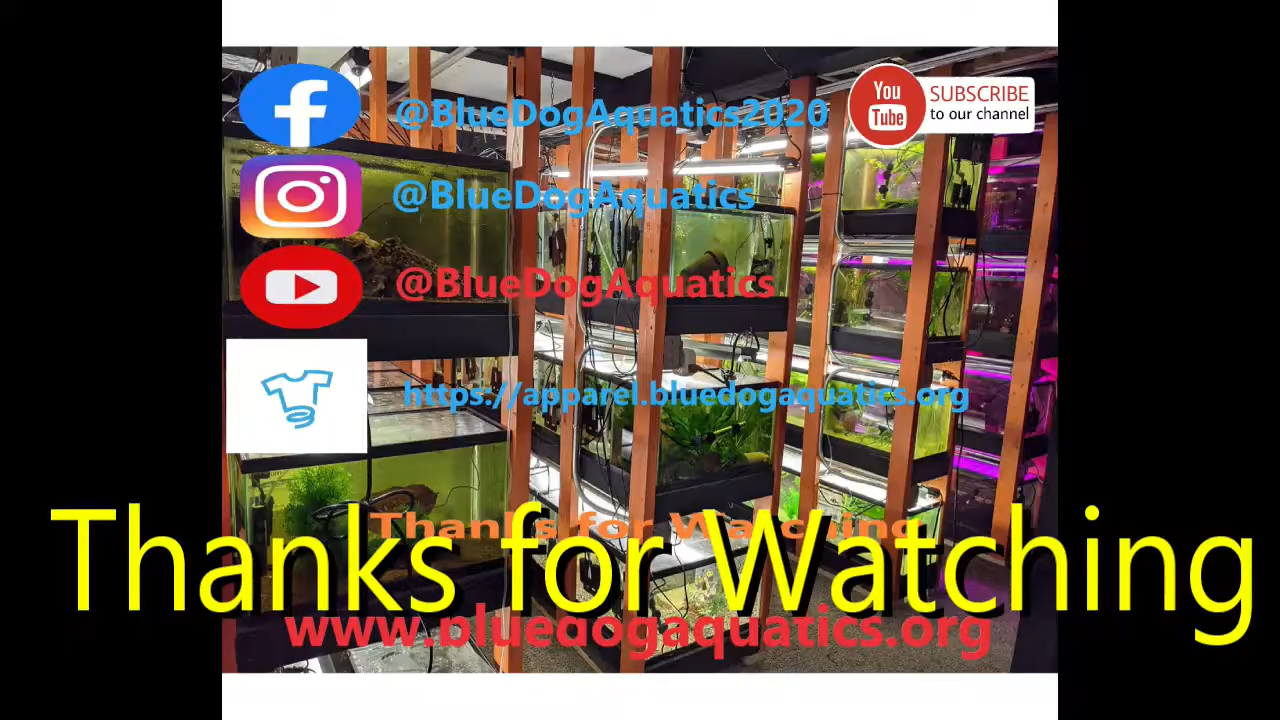 @BlueDogAquatics2020
You
Tube
SUBSCRIBE
to our channel
@BlueDogAquatics
@BlueDogAquatics
https://apparel.bluedogaquatics.org
Thanks for Watching
Thanks for Watching
www.bluedogaquatics.org